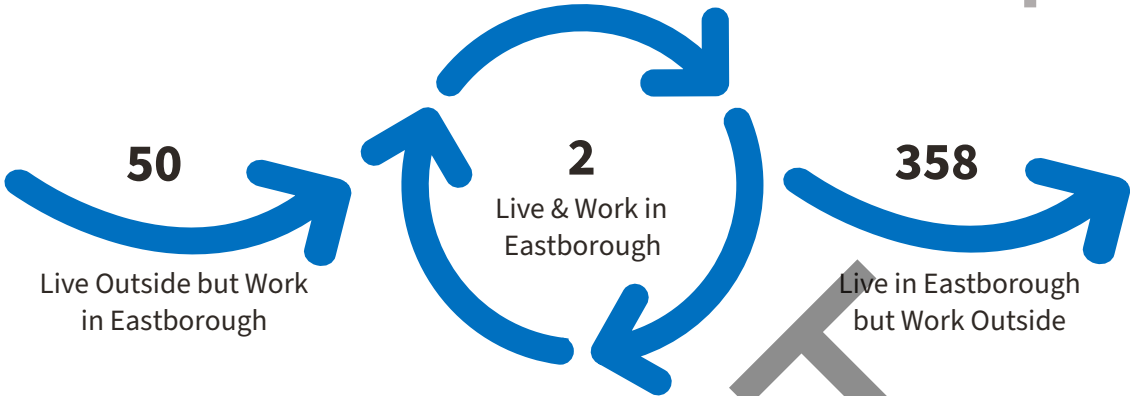 50
Live Outside but Work
in Eastborough
2
Live & Work in
Eastborough
358
Live in Eastborough
but Work Outside